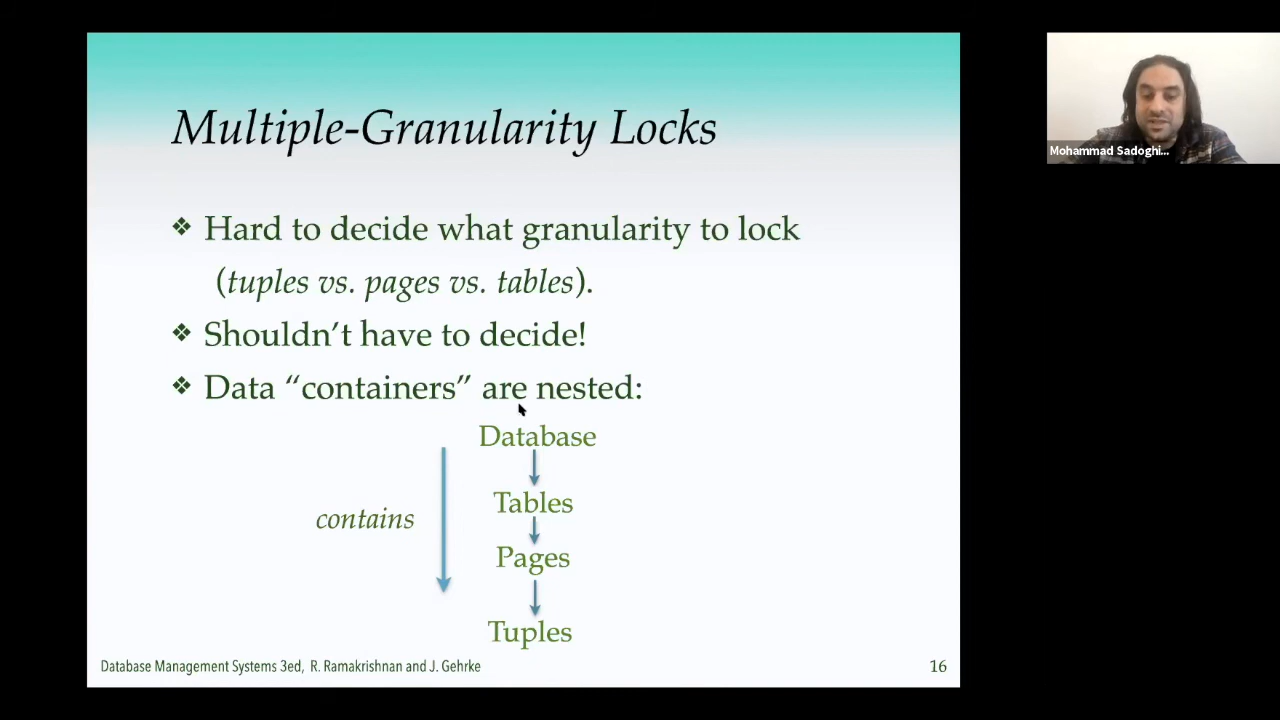 Multiple-Granularity Locks
❖ Hard to decide what granularity to lock
(tuples vs. pages vs. tables).
❖ Shouldn't have to decide!
❖ Data “containers” are nested:
Database
Tables
contains
Pages
Tuples
Database Management Systems 3ed, R. Ramakrishnan and J. Gehrke
16
Mohammad Sadoghi...